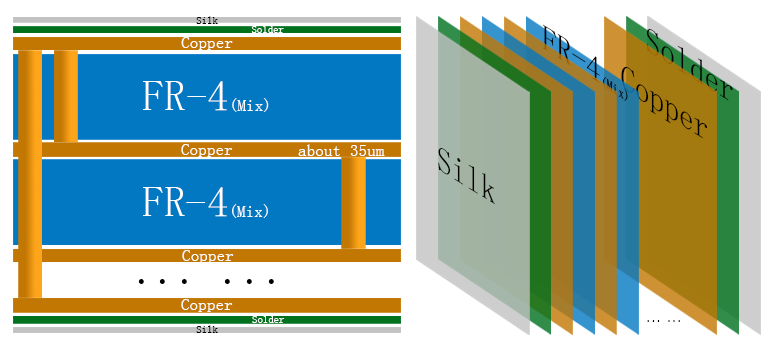 Silk
Solder
Copper
FR-4(Mix)
Copper
about 35um
FR-4(Mix)
Copper
... ...
Copper
Solder
Silk
Silk
FR-4(Mix)
Copper
Solder
... ...